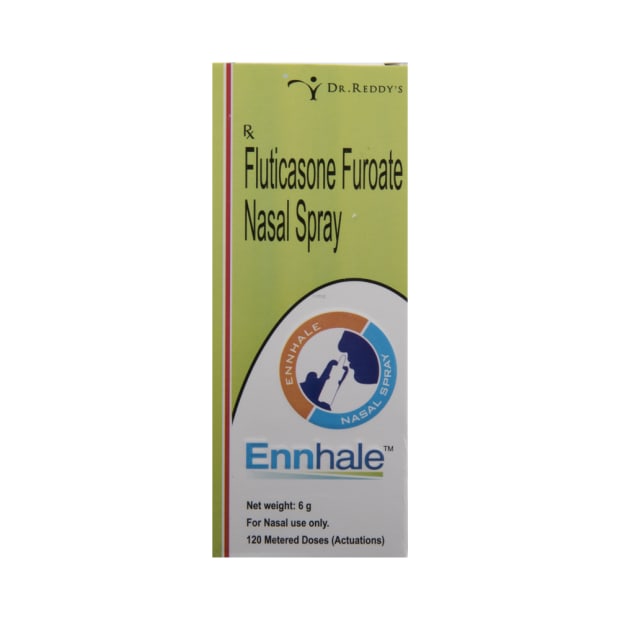 DR.REDDY'S
Rx
Fluticasone Furoate
Nasal Spray
ENNHALE
NASAL SPRAY
Ennhale™
Net weight: 6 g
For Nasal use only.
120 Metered Doses (Actuations)